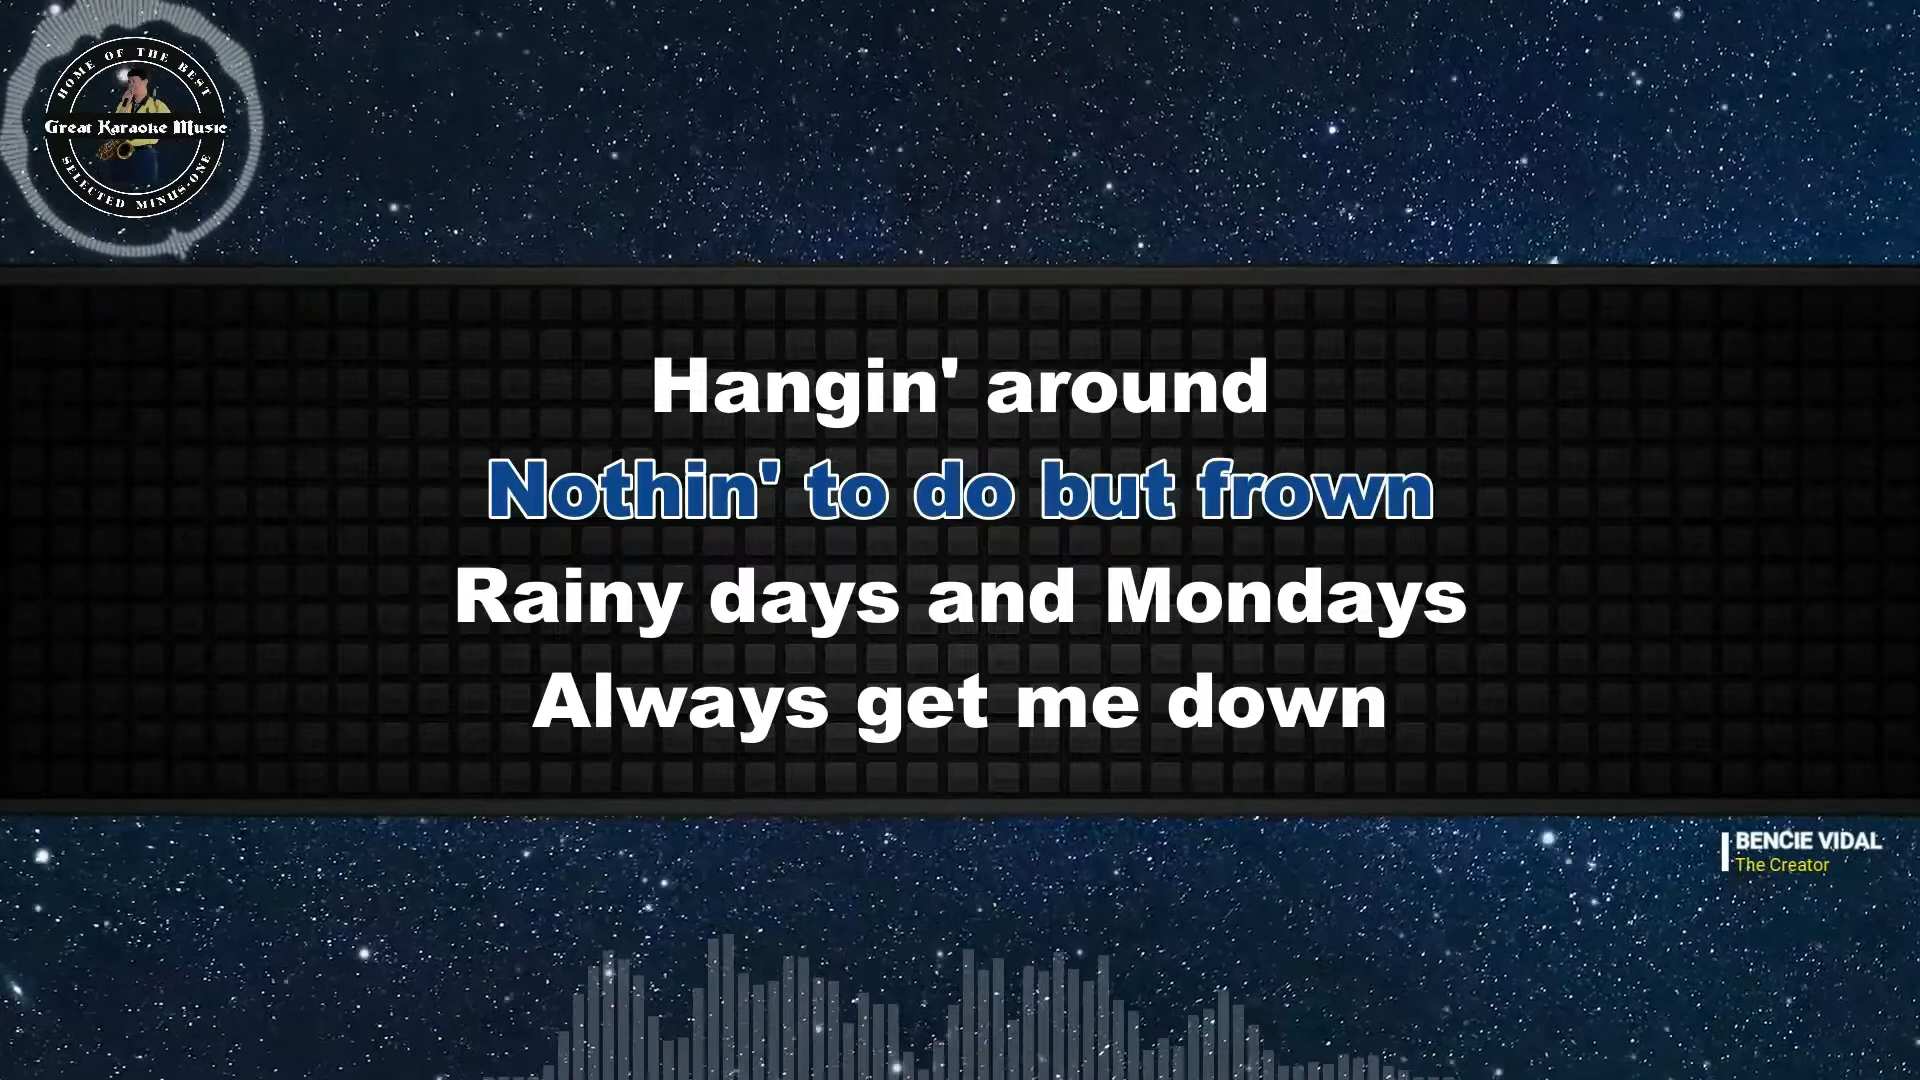 HOME OF THE BEST
Great Karaoke Music
SELECTED MINUS-ONE
Hangin' around
Nothin' to do but frown
Rainy days and Mondays
Always get me down
BENCIE VIDAL
The Creator